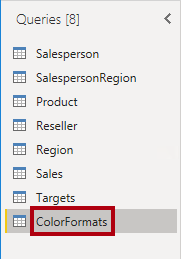 Queries [8]
Salesperson
SalespersonRegion
Product
Reseller
Region
Sales
Targets
ColorFormats